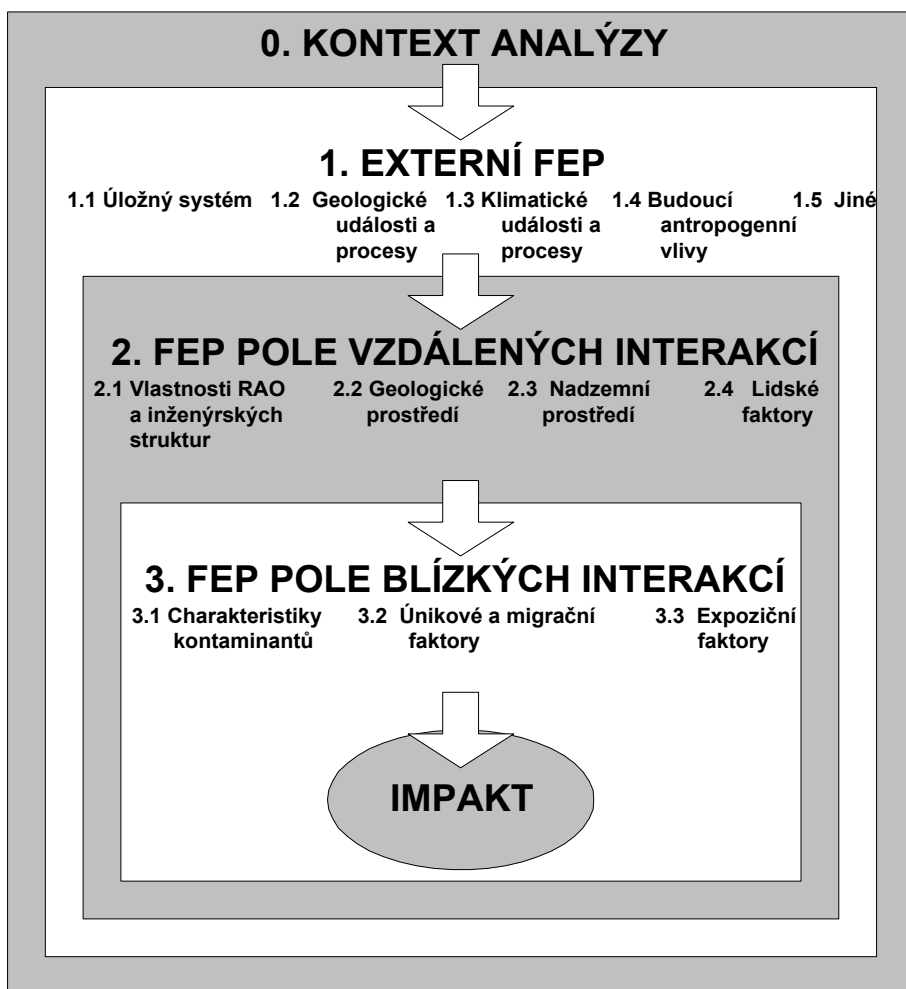 0. KONTEXT ANALÝZY
1. EXTERNÍ FEP
1.1 Úložný systém 1.2 Geologické události a procesy 1.3 Klimatické události a procesy 1.4 Budoucí antropogenní vlivy 1.5 Jiné
2. FEP POLE VZDÁLENÝCH INTERAKCÍ
2.1 Vlastnosti RAO a inženýrských struktur 2.2 Geologické prostředí 2.3 Nadzemní prostředí 2.4 Lidské faktory
3. FEP POLE BLÍZKÝCH INTERAKCÍ
3.1 Charakteristiky kontaminantů 3.2 Únikové a migrační faktory 3.3 Expoziční faktory
IMPAKT